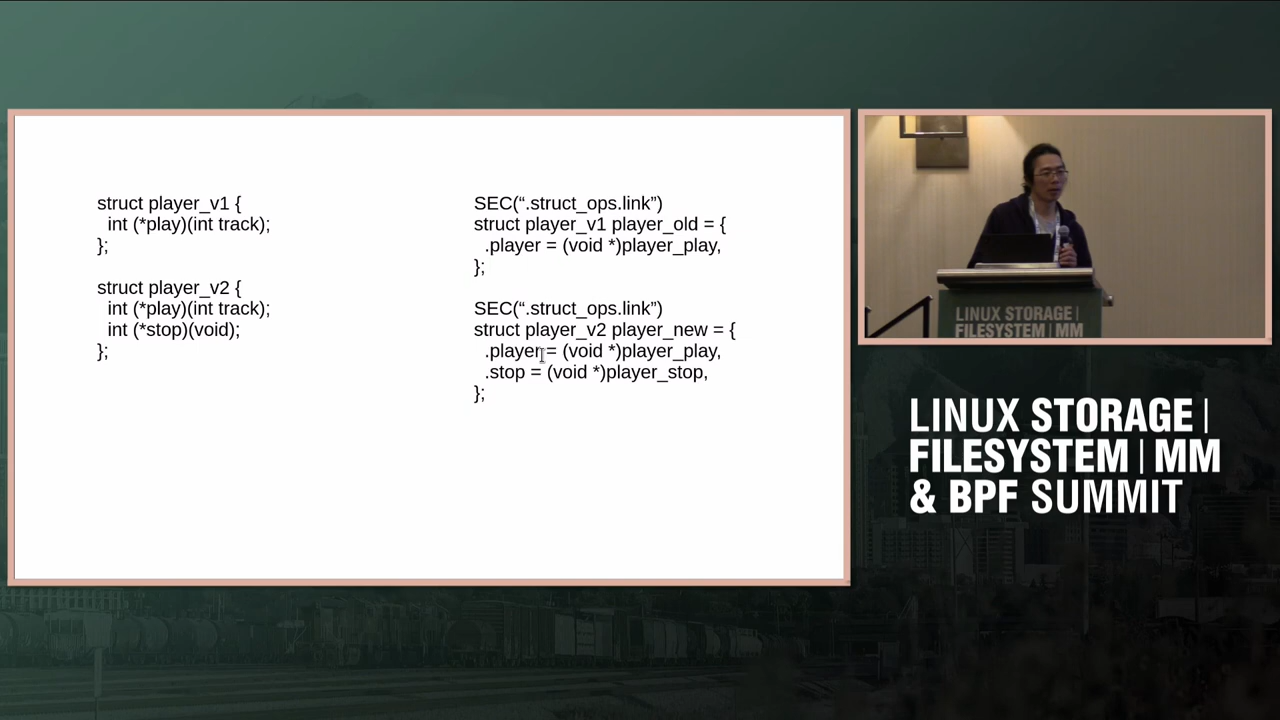 struct player_v1 {
int (*play)(int track);
};
struct player_v2 {
int (*play)(int track);
int (*stop)(void);
};
SEC(“.struct_ops.link”)
struct player_v1 player_old = {
.player = (void *)player_play,
};
SEC(“.struct_ops.link”)
struct player_v2 player_new = {
.player = (void *)player_play,
.stop = (void *)player_stop,
};
LINUX STORAGE |
FILESYSTEM | MM
LINUX STORAGE |
FILESYSTEM | MM
& BPF SUMMIT